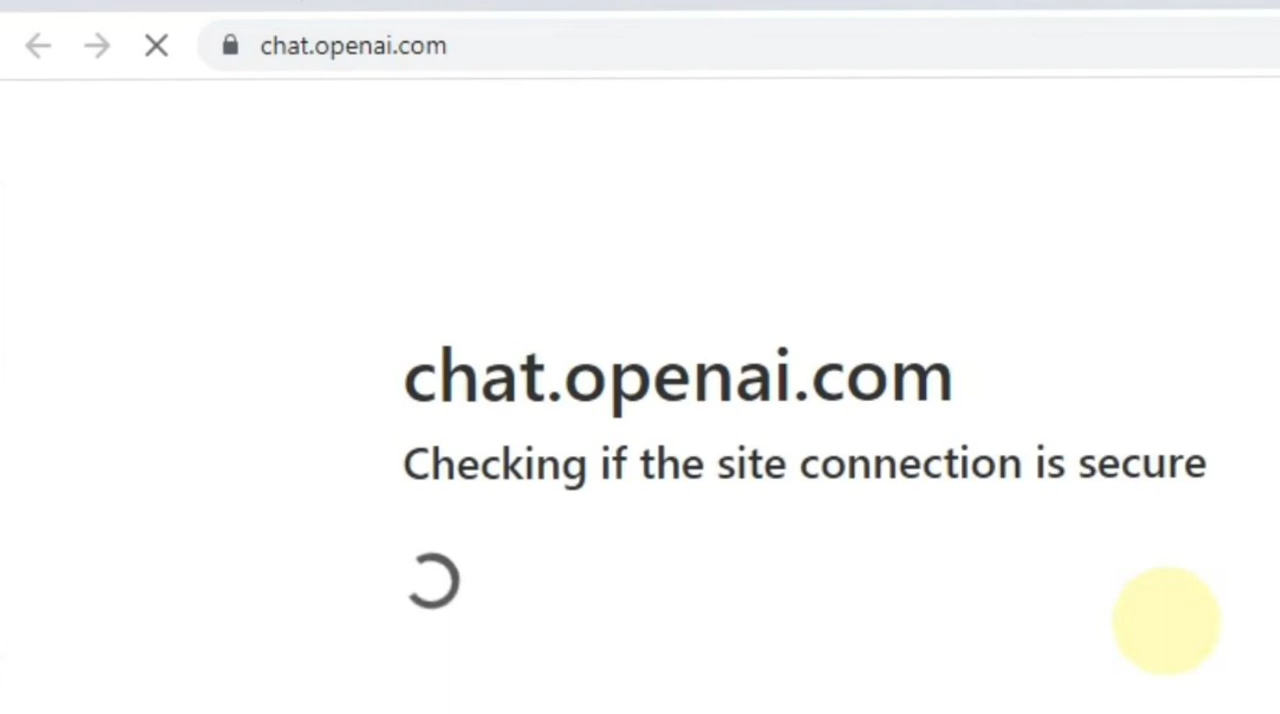 chat.openai.com
chat.openai.com
Checking if the site connection is secure